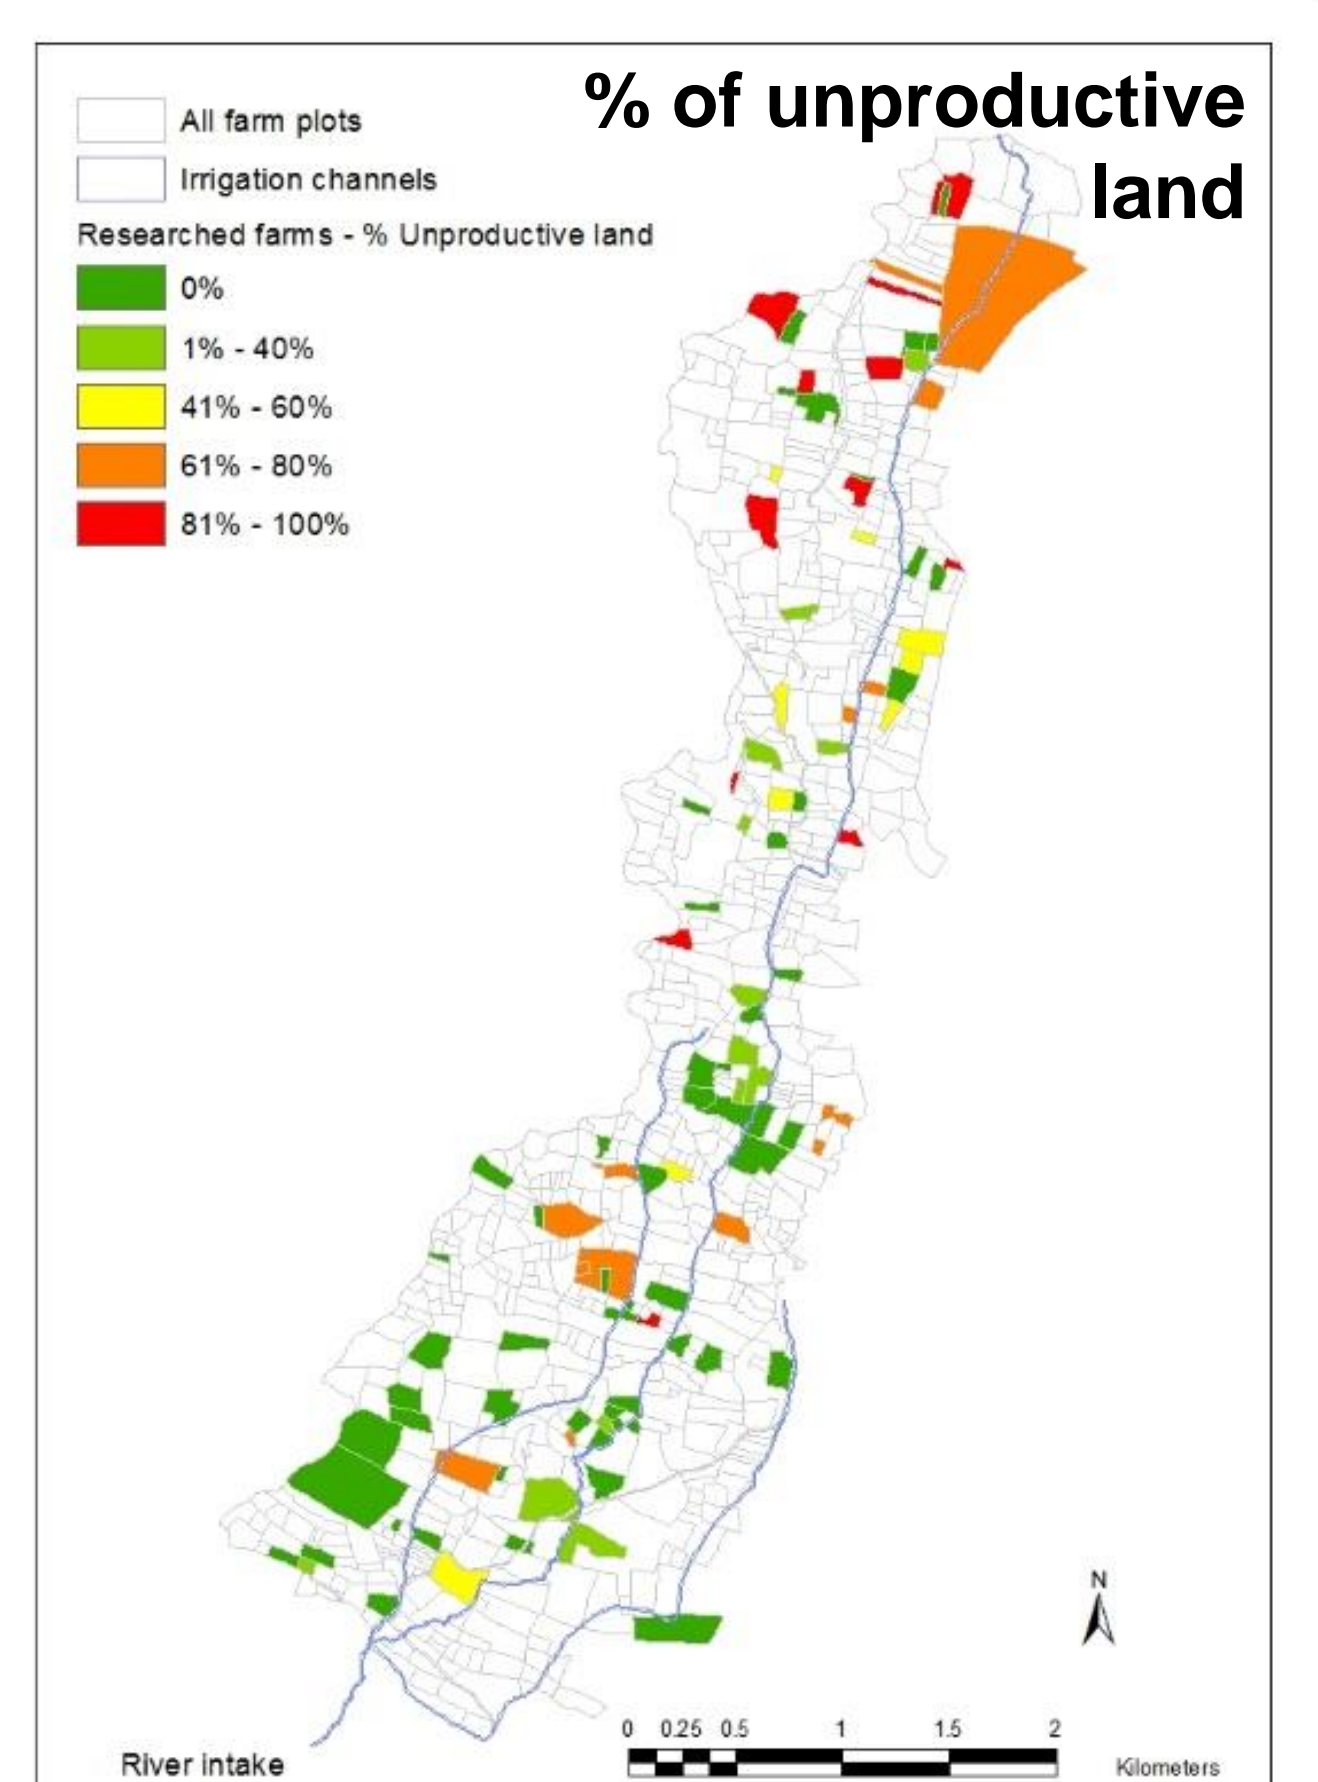 % of unproductive
land
All farm plots
Irrigation channels
Researched farms - % Unproductive land
0%
1% - 40%
41% - 60%
61% - 80%
81% - 100%
N
0 0.25 0.5 1 1.5 2
River intake
Kilometers